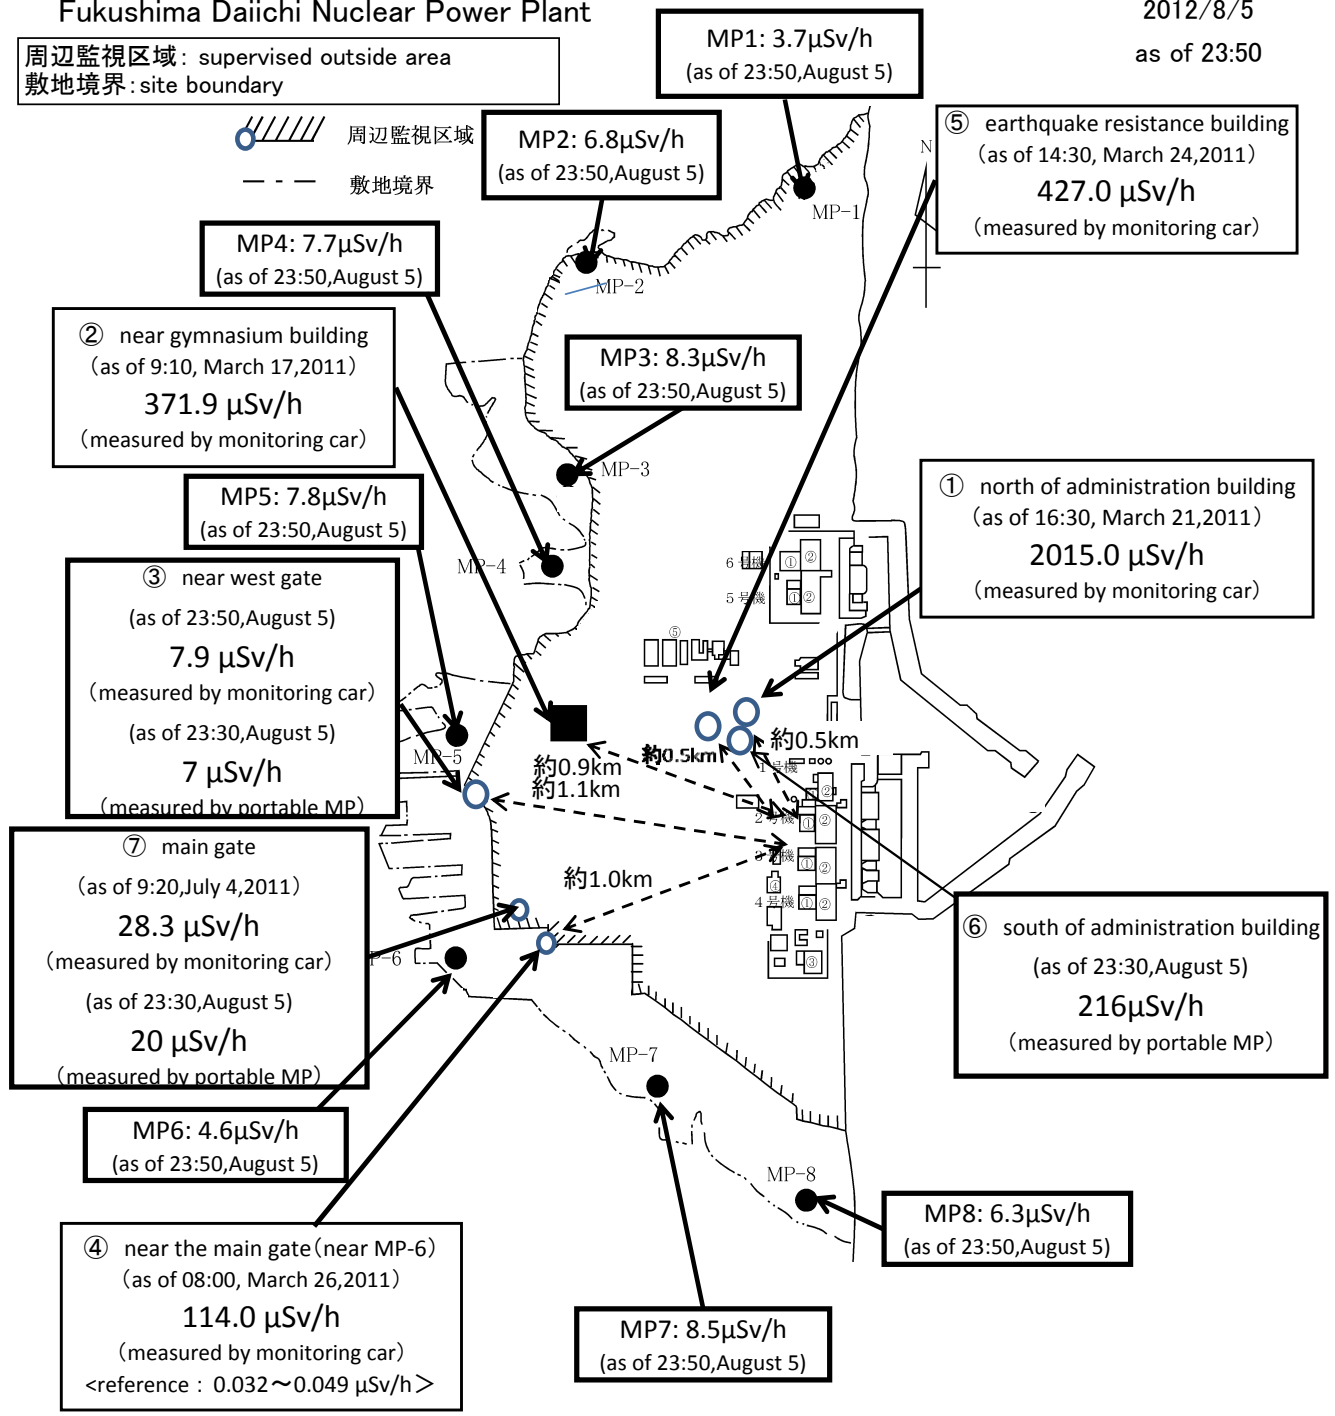 Fukushima Daiichi Nuclear Power Plant
2012/8/5
as of 23:50
周辺監視区域: supervised outside area
敷地境界:site boundary
周辺監視区域
敷地境界
MP1: 3.7μSv/h
(as of 23:50,August 5)
MP2: 6.8μSv/h
(as of 23:50,August 5)
⑤ earthquake resistance building
(as of 14:30, March 24,2011)
427.0 μSv/h
(measured by monitoring car)
N
MP-1
MP4: 7.7μSv/h
(as of 23:50,August 5)
MP-2
② near gymnasium building
(as of 9:10, March 17,2011)
371.9 μSv/h
(measured by monitoring car)
MP3: 8.3μSv/h
(as of 23:50,August 5)
MP-3
MP5: 7.8μSv/h
(as of 23:50,August 5)
① north of administration building
(as of 16:30, March 21,2011)
2015.0 μSv/h
(measured by monitoring car)
MP-4
6号機
① ②
5号機
① ②
③ near west gate
(as of 23:50,August 5)
7.9 μSv/h
(measured by monitoring car)
(as of 23:30,August 5)
7 μSv/h
(measured by portable MP)
⑤
MP-5
約0.9km
約1.1km
約0.5km
約0.5km
1号機
②
2号機
① ②
3号機
① ②
④
4号機
① ②
③
約1.0km
⑦ main gate
(as of 9:20,July 4,2011)
28.3 μSv/h
(measured by monitoring car)
(as of 23:30,August 5)
20 μSv/h
(measured by portable MP)
P-6
⑥ south of administration building
(as of 23:30,August 5)
216μSv/h
(measured by portable MP)
MP-7
MP6: 4.6μSv/h
(as of 23:50,August 5)
MP-8
MP8: 6.3μSv/h
(as of 23:50,August 5)
④ near the main gate(near MP-6)
(as of 08:00, March 26,2011)
114.0 μSv/h
(measured by monitoring car)
<reference : 0.032～0.049 μSv/h>
MP7: 8.5μSv/h
(as of 23:50,August 5)